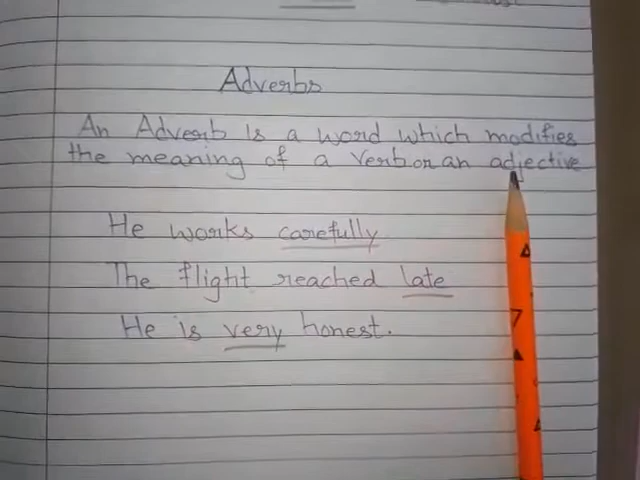 Adverbs
An Adverb is a word which modifies
the meaning of a verb or an adjective
He works carefully
The flight reached late
He is very honest.